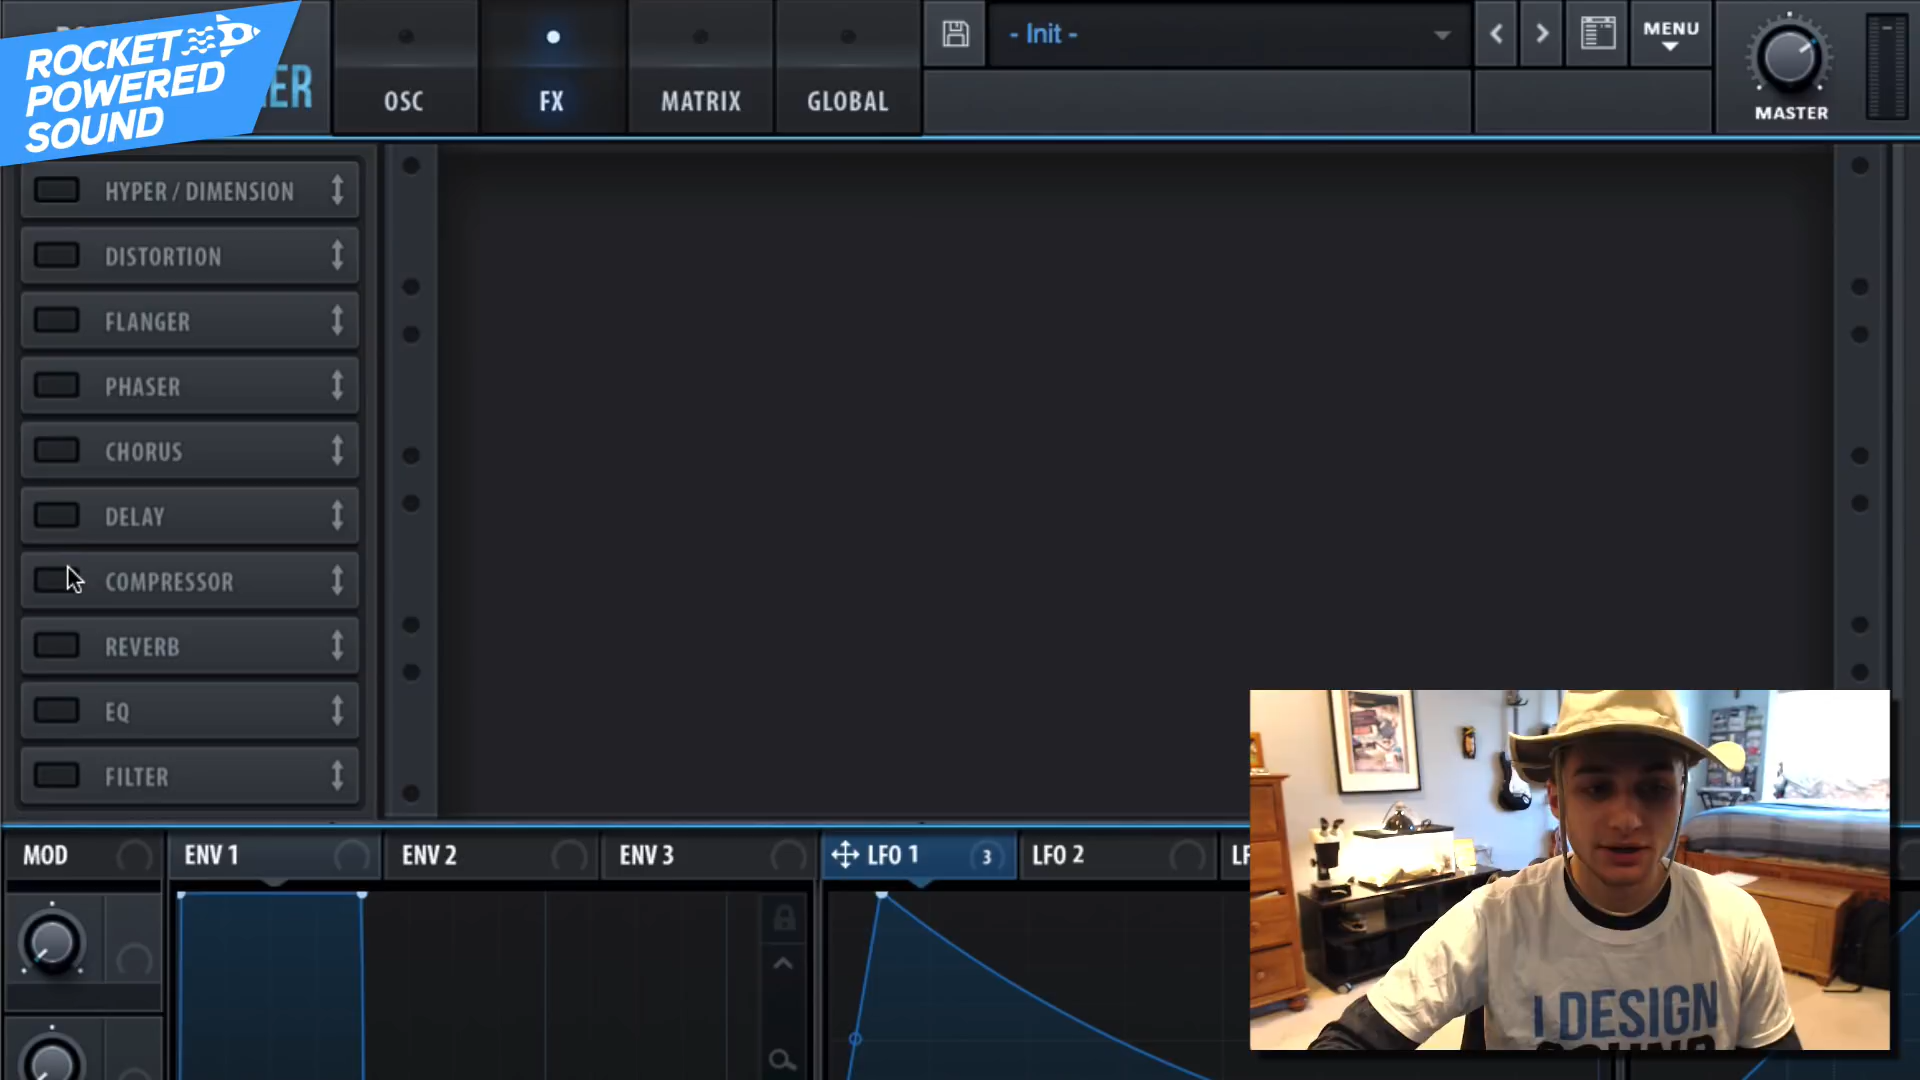 ROCKET
POWERED
SOUND
ER
OSC
FX
MATRIX
GLOBAL
- Init -
MENU
MASTER
HYPER / DIMENSION
DISTORTION
FLANGER
PHASER
CHORUS
DELAY
COMPRESSOR
REVERB
EQ
FILTER
MOD
ENV 1
ENV 2
ENV 3
LFO 1
3
LFO 2
LF
I DESIGN